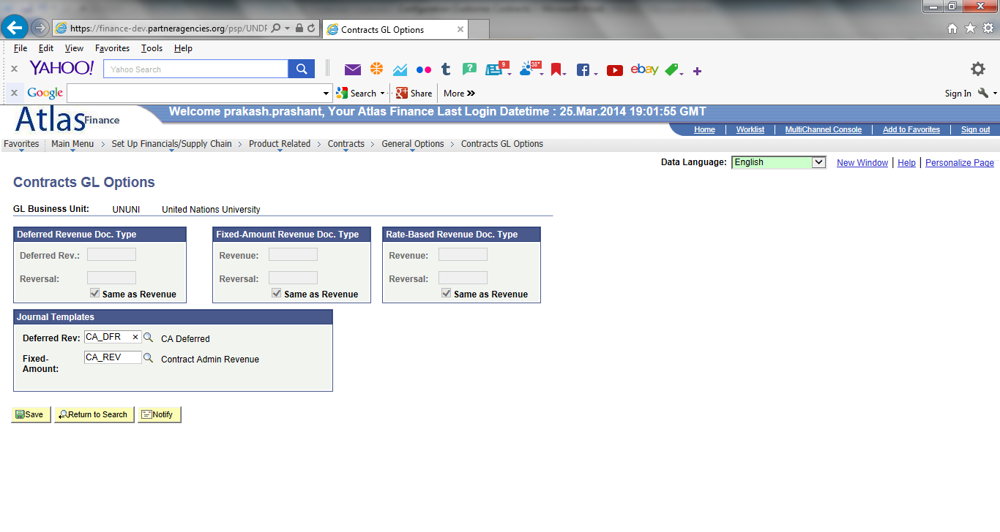 https://finance-dev.partneragencies.org/psp/UNDF
Contracts GL Options
File Edit View Favorites Tools Help
YAHOO! Yahoo Search t ? 9 38° f ebay
Google Search Share More Sign In
Atlas Finance Welcome prakash.prashant, Your Atlas Finance Last Login Datetime : 25.Mar.2014 19:01:55 GMT
Home Worklist MultiChannel Console Add to Favorites Sign out
Favorites Main Menu > Set Up Financials/Supply Chain > Product Related > Contracts > General Options > Contracts GL Options
Data Language: English New Window Help Personalize Page
Contracts GL Options
GL Business Unit: UNUNI United Nations University
Deferred Revenue Doc. Type Fixed-Amount Revenue Doc. Type Rate-Based Revenue Doc. Type
Deferred Rev.: Revenue: Revenue:
Reversal: Reversal: Reversal:
Same as Revenue Same as Revenue Same as Revenue
Journal Templates
Deferred Rev: CA_DFR CA Deferred
Fixed- CA_REV Contract Admin Revenue
Amount:
Save Return to Search Notify